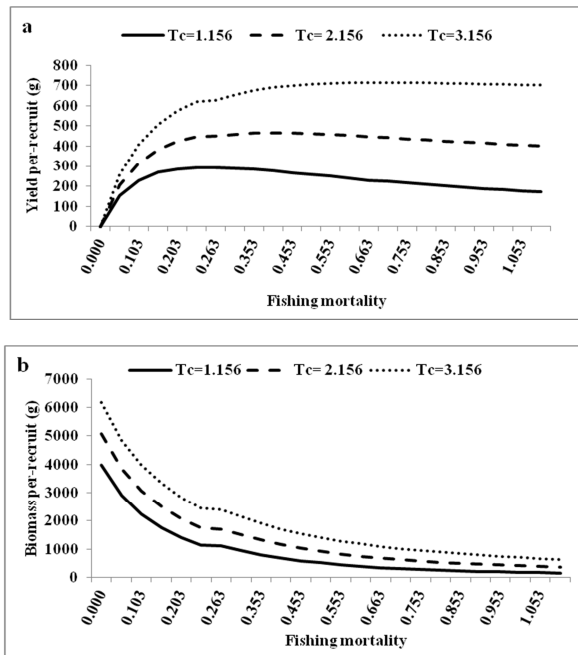 a
Tc=1.156 Tc= 2.156 Tc=3.156
Yield per-recruit (g)
800
700
600
500
400
300
200
100
0
0.000 0.103 0.203 0.263 0.353 0.453 0.553 0.663 0.753 0.853 0.953 1.053
Fishing mortality
b
Tc=1.156 Tc= 2.156 Tc=3.156
Biomass per-recruit (g)
7000
6000
5000
4000
3000
2000
1000
0
0.000 0.103 0.203 0.263 0.353 0.453 0.553 0.663 0.753 0.853 0.953 1.053
Fishing mortality